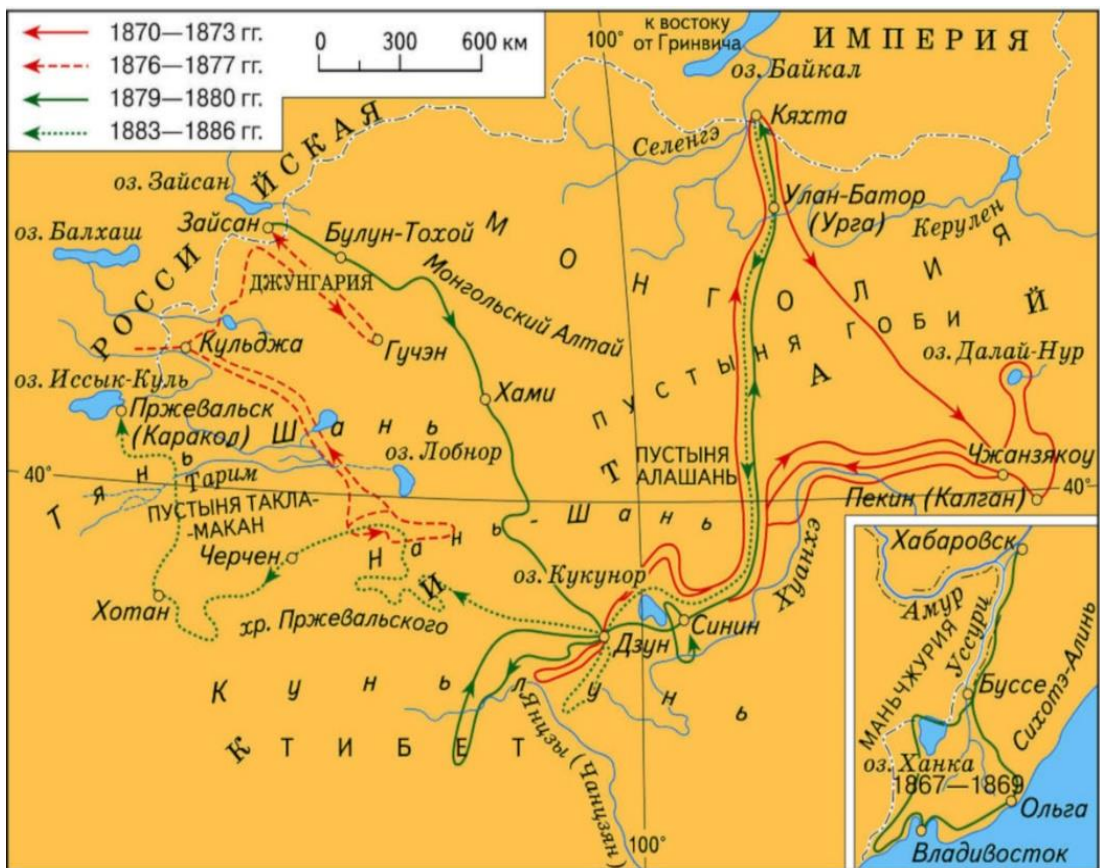 1870—1873 гг.
1876—1877 гг.
1879—1880 гг.
1883—1886 гг.
0 300 600 км
100°
к востоку
от Гринвича
ИМПЕРИЯ
оз. Байкал
Кяхта
Селенгэ
РОССИЙСКАЯ
оз. Зайсан
Зайсан
Булун-Тохой
оз. Балхаш
ДЖУНГАРИЯ
Монгольский Алтай
МОНГОЛИЯ
Улан-Батор
(Урга)
Керулен
Кульджа
Гучэн
ПУСТЫНЯ ГОБИ
оз. Далай-Нур
оз. Иссык-Куль
Пржевальск
(Каракол)
Хами
Тянь-Шань
оз. Лобнор
ПУСТЫНЯ
АЛАШАНЬ
Чжанзякоу
40°
Тарим
ПУСТЫНЯ ТАКЛА-
-МАКАН
Пекин (Калган)
40°
Нань-Шань
Черчен
Хуанхэ
оз. Кукунор
Хотан
хр. Пржевальского
Дзун
Синин
Куньлунь
КИТАЙ
ТИБЕТ
Янцзы (Чанцзян)
100°
Хабаровск
Амур
Уссури
МАНЬЧЖУРИЯ
Буссе
Сихотэ-Алинь
оз. Ханка
1867—1869
Ольга
Владивосток